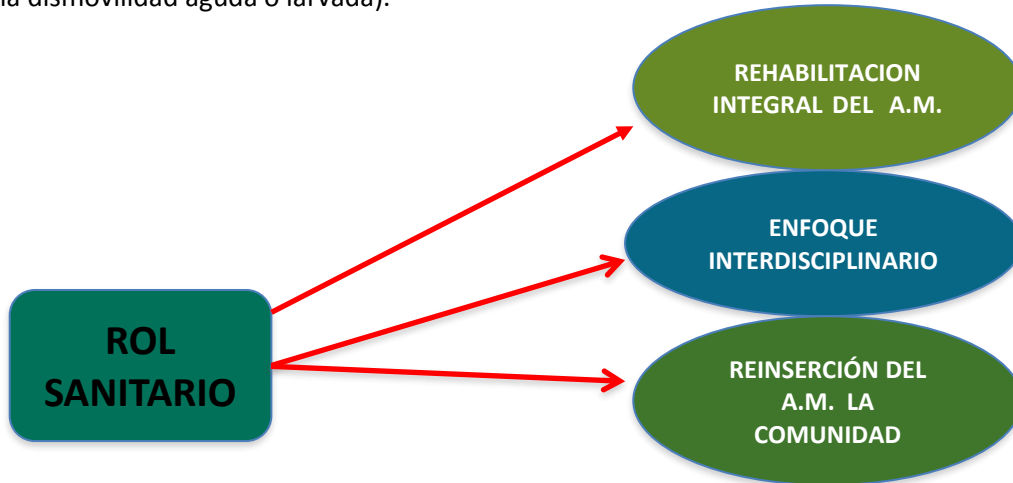 la dismovilidad aguda o larvada).
REHABILITACION
INTEGRAL DEL A.M.
ENFOQUE
INTERDISCIPLINARIO
ROL
SANITARIO
REINSERCIÓN DEL
A.M. LA
COMUNIDAD